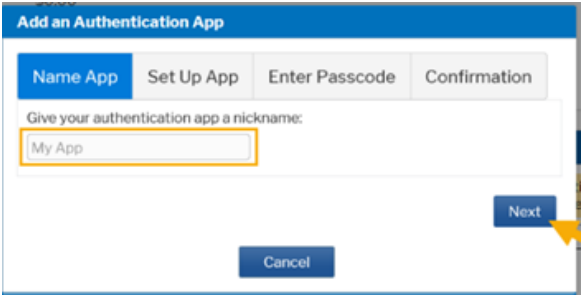 Add an Authentication App
Name App Set Up App Enter Passcode Confirmation
Give your authentication app a nickname:
My App
Next
Cancel